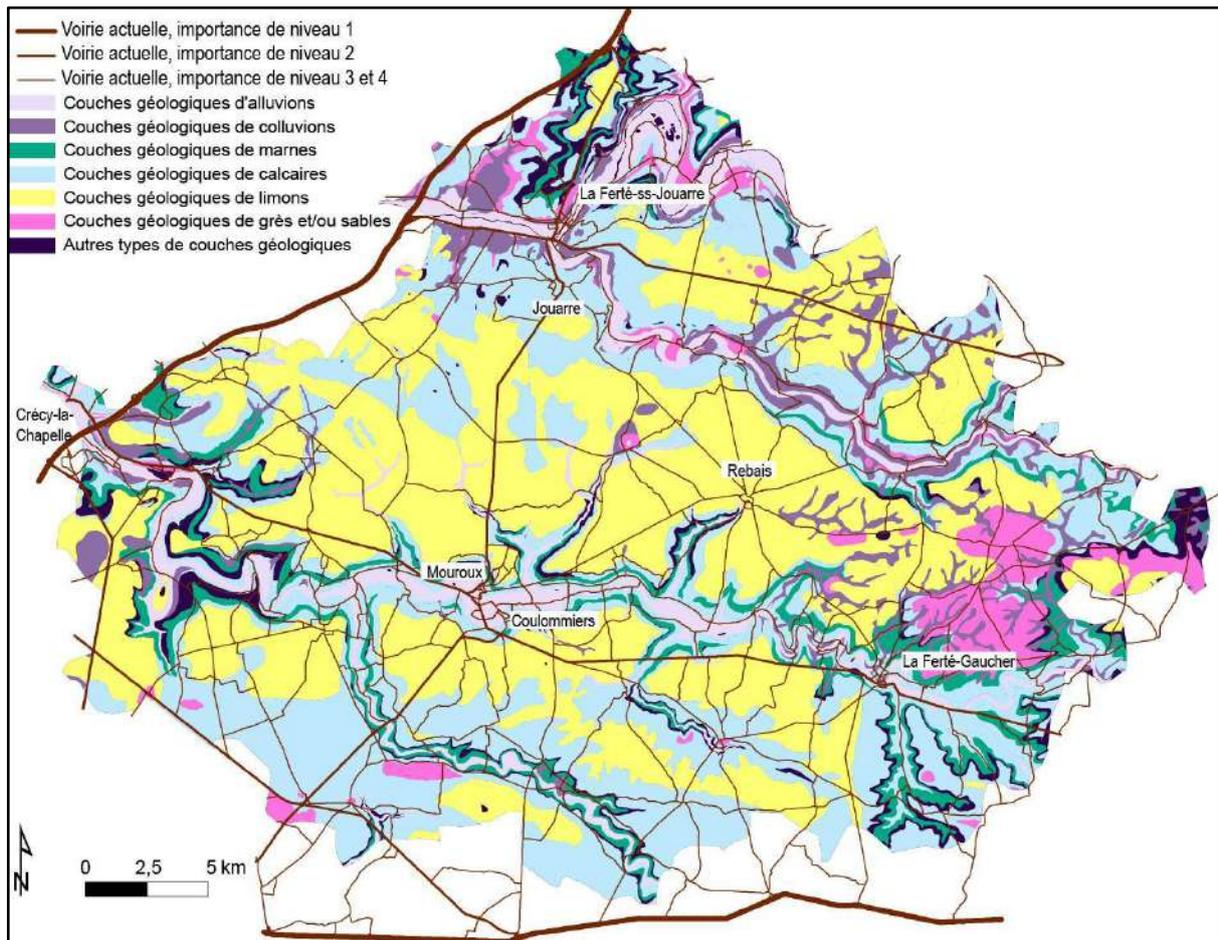 Voirie actuelle, importance de niveau 1
Voirie actuelle, importance de niveau 2
Voirie actuelle, importance de niveau 3 et 4
Couches géologiques d'alluvions
Couches géologiques de colluvions
Couches géologiques de marnes
Couches géologiques de calcaires
Couches géologiques de limons
Couches géologiques de grès et/ou sables
Autres types de couches géologiques
La Ferté-ss-Jouarre
Jouarre
Crécy-la-
Chapelle
Rebais
Mouroux
Coulommiers
La Ferté-Gaucher
N
0 2,5 5 km